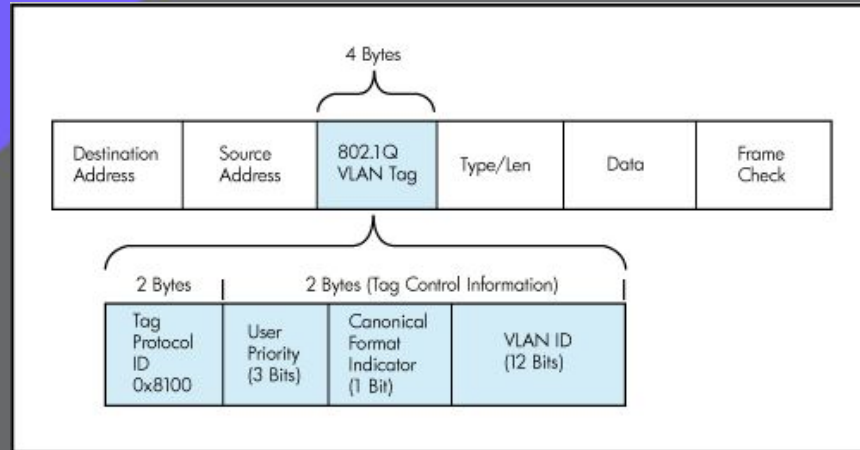 4 Bytes
Destination
Address
Source
Address
802.1Q
VLAN Tag
Type/Len
Data
Frame
Check
2 Bytes
2 Bytes (Tag Control Information)
Tag
Protocol
ID
0x8100
User
Priority
(3 Bits)
Canonical
Format
Indicator
(1 Bit)
VLAN ID
(12 Bits)